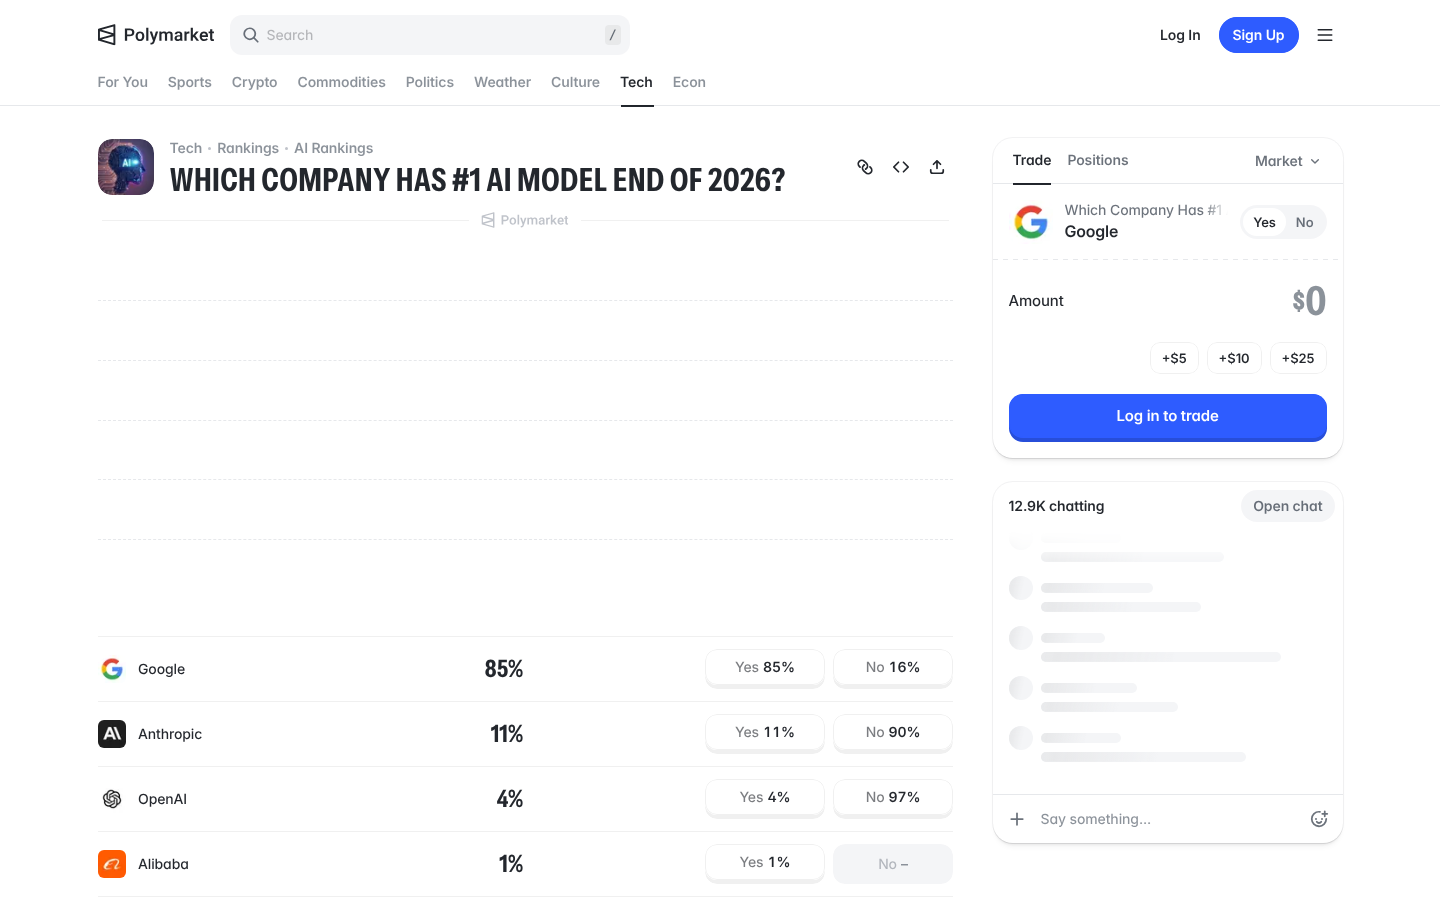 Polymarket
Search
/
Log In
Sign Up
For You
Sports
Crypto
Commodities
Politics
Weather
Culture
Tech
Econ
AI
Tech · Rankings · AI Rankings
WHICH COMPANY HAS #1 AI MODEL END OF 2026?
Polymarket
Google
85%
Yes 85%
No 16%
Anthropic
11%
Yes 11%
No 90%
OpenAI
4%
Yes 4%
No 97%
Alibaba
1%
Yes 1%
No –
Trade
Positions
Market
Which Company Has #1
Google
Yes
No
Amount
$0
+$5
+$10
+$25
Log in to trade
12.9K chatting
Open chat
Say something...